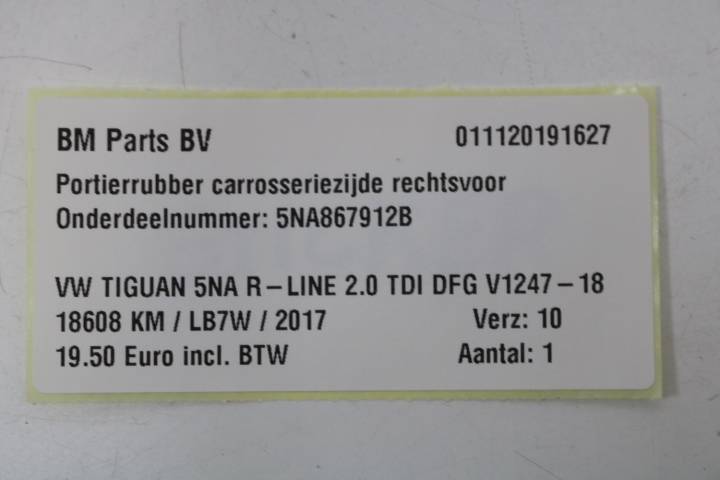 BM Parts BV 011120191627
Portierrubber carrosseriezijde rechtsvoor
Onderdeelnummer: 5NA867912B
VW TIGUAN 5NA R-LINE 2.0 TDI DFG V1247-18
18608 KM / LB7W / 2017 Verz: 10
19.50 Euro incl. BTW Aantal: 1